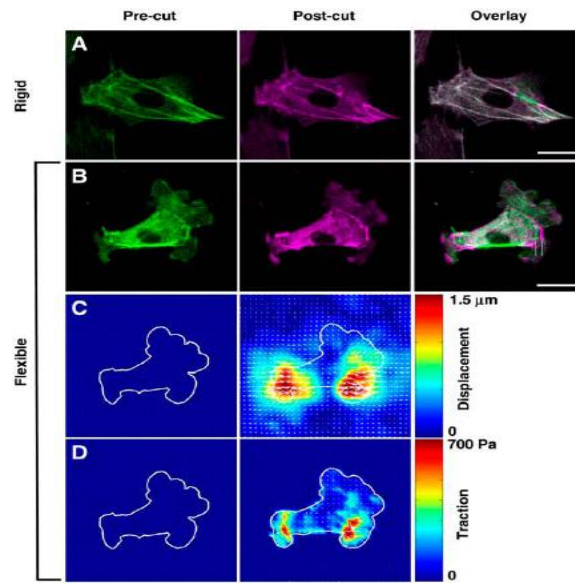 Pre-cut Post-cut Overlay
A
Rigid
B
1.5 μm
C
Displacement
0
Flexible
700 Pa
D
Traction
0